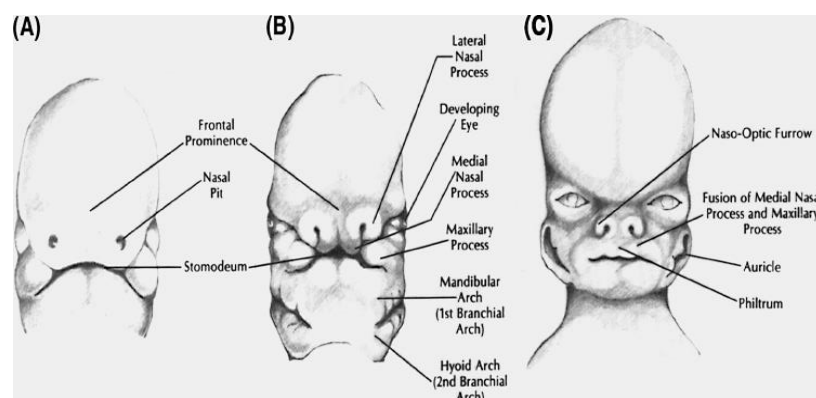 (A)
Frontal
Prominence
Nasal
Pit
Stomodeum
(B)
Lateral
Nasal
Process
Developing
Eye
Medial
Nasal
Process
Maxillary
Process
Mandibular
Arch
(1st Branchial
Arch)
Hyoid Arch
(2nd Branchial
Arch)
(C)
Naso-Optic Furrow
Fusion of Medial Nasa
Process and Maxillary
Process
Auricle
Philtrum